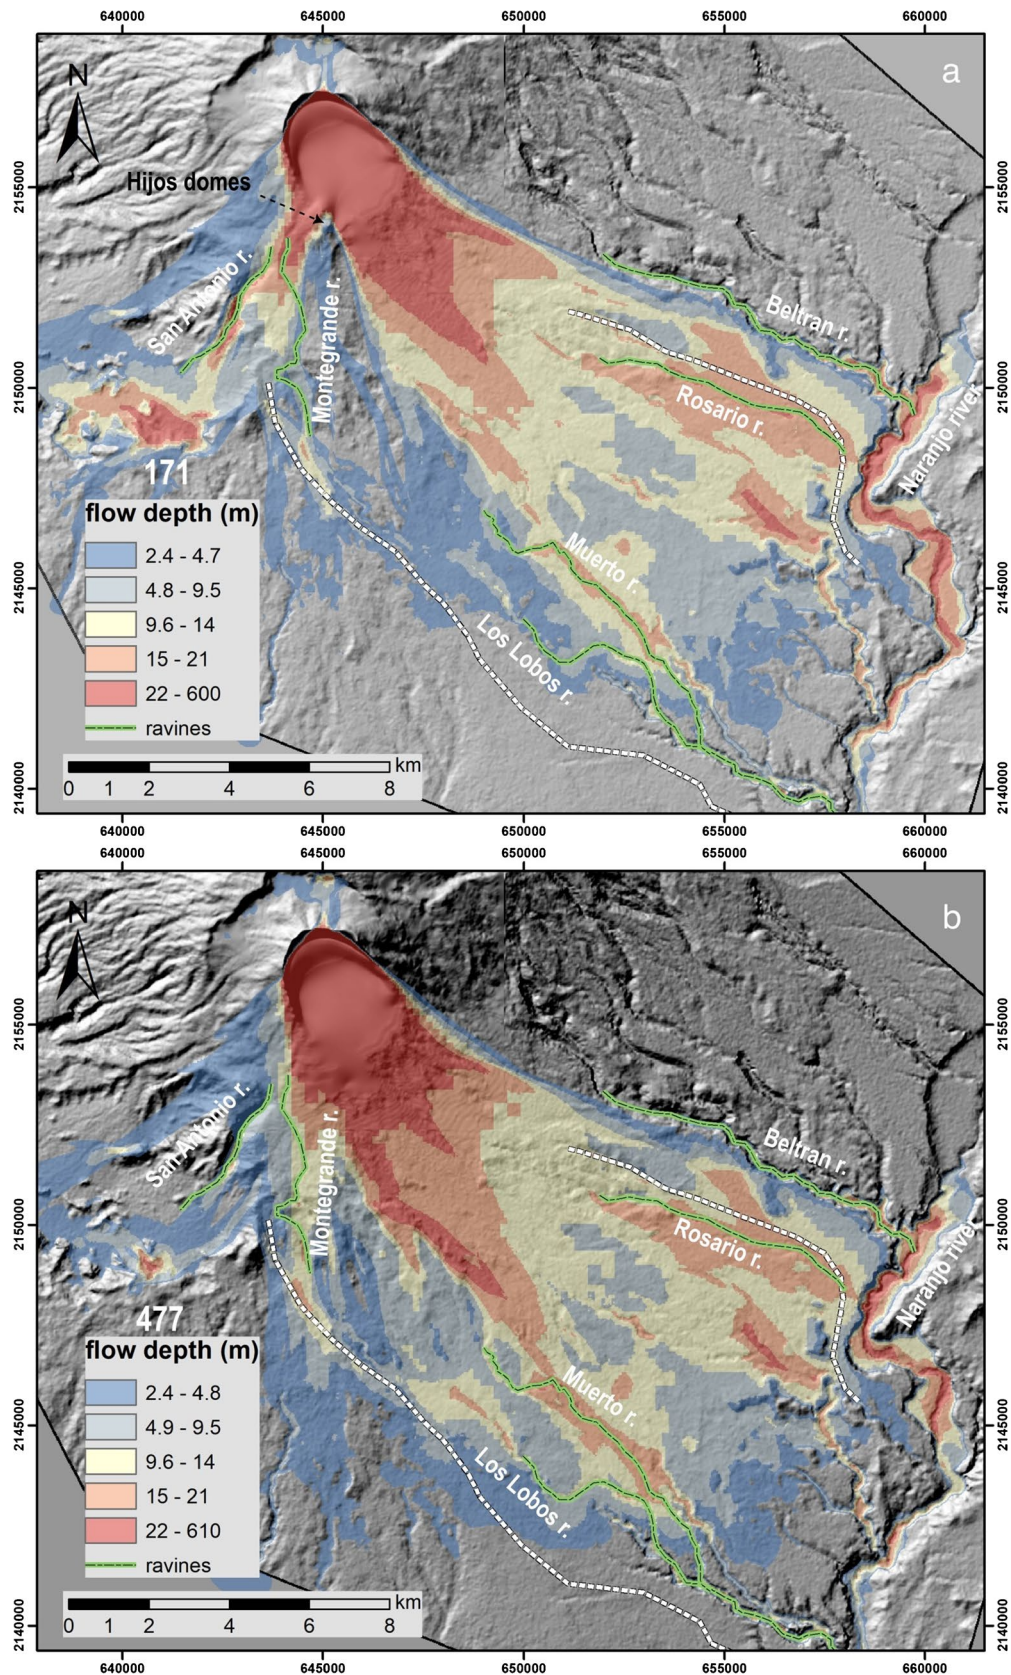 640000 645000 650000 655000 660000
a
N
2155000 2155000
Hijos domes
San Antonio r.
Montegrande r.
Beltran r.
2150000 2150000
Rosario r.
Naranjo river
171
flow depth (m)
2.4 - 4.7
4.8 - 9.5
9.6 - 14
15 - 21
22 - 600
ravines
Muerto r.
2145000 2145000
Los Lobos r.
km
0 1 2 4 6 8
2140000 2140000
640000 645000 650000 655000 660000
b
N
2155000 2155000
San Antonio r.
Montegrande r.
Beltran r.
2150000 2150000
Rosario r.
Naranjo river
477
flow depth (m)
2.4 - 4.8
4.9 - 9.5
9.6 - 14
15 - 21
22 - 610
ravines
Muerto r.
2145000 2145000
Los Lobos r.
km
0 1 2 4 6 8
2140000 2140000
640000 645000 650000 655000 660000